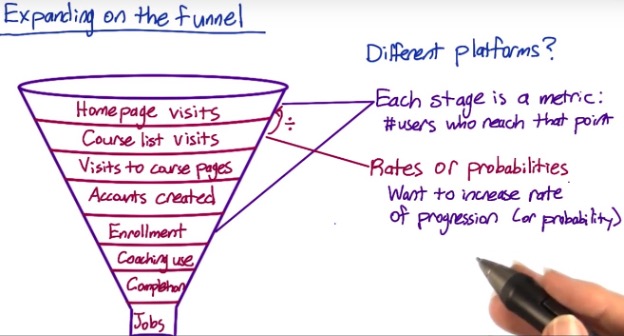 Expanding on the funnel
Different platforms?
Homepage visits
Course list visits
Visits to course pages
Accounts created
Enrollment
Coaching use
Completion
Jobs
÷
Each stage is a metric:
#users who reach that point
Rates or probabilities
Want to increase rate
of progression (or probability)